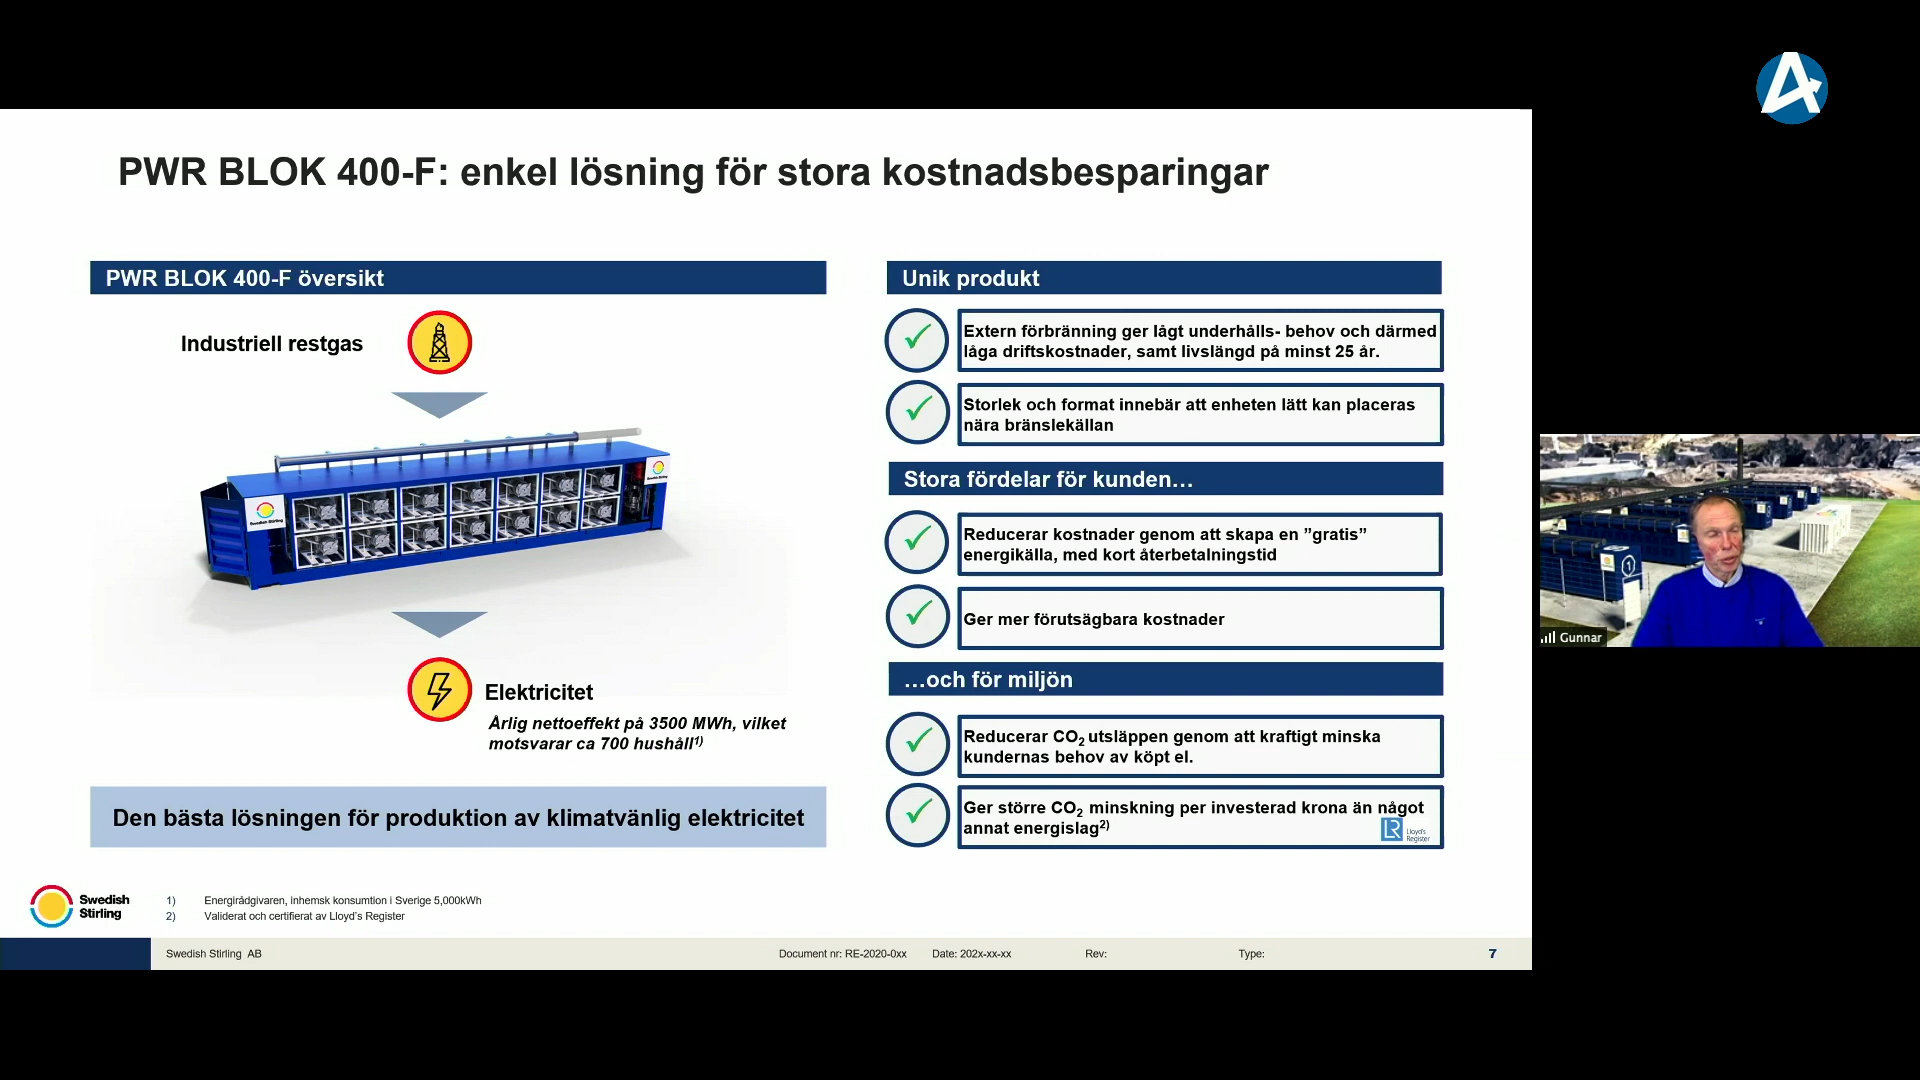 PWR BLOK 400-F: enkel lösning för stora kostnadsbesparingar
PWR BLOK 400-F översikt
Industriell restgas
Swedish Stirling
Elektricitet
Årlig nettoeffekt på 3500 MWh, vilket
motsvarar ca 700 hushåll1)
Den bästa lösningen för produktion av klimatvänlig elektricitet
Unik produkt
Extern förbränning ger lågt underhålls- behov och därmed
låga driftskostnader, samt livslängd på minst 25 år.
Storlek och format innebär att enheten lätt kan placeras
nära bränslekällan
Stora fördelar för kunden…
Reducerar kostnader genom att skapa en ”gratis”
energikälla, med kort återbetalningstid
Ger mer förutsägbara kostnader
…och för miljön
Reducerar CO2 utsläppen genom att kraftigt minska
kundernas behov av köpt el.
Ger större CO2 minskning per investerad krona än något
annat energislag2)
LR Lloyd's
Register
Swedish
Stirling
1) Energirådgivaren, inhemsk konsumtion i Sverige 5,000kWh
2) Validerat och certifierat av Lloyd’s Register
Swedish Stirling AB
Document nr: RE-2020-0xx
Date: 202x-xx-xx
Rev:
Type:
7
1
Gunnar